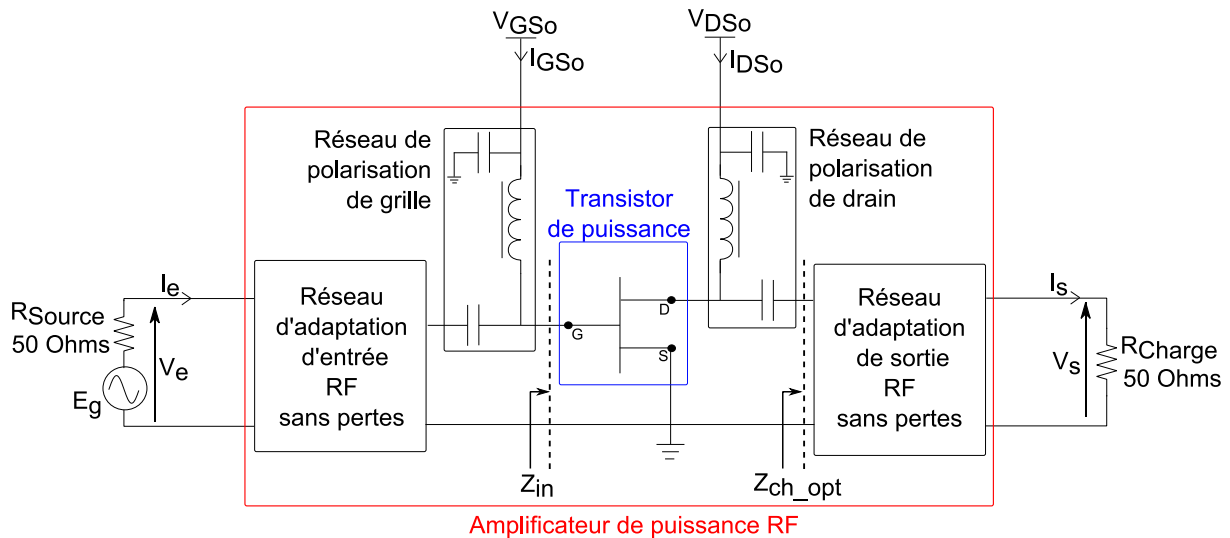 VGSo
IGSo
VDSo
IDSo
Réseau de
polarisation
de grille
Réseau de
polarisation
de drain
Transistor
de puissance
Ie
RSource
50 Ohms
Ve
Eg
Réseau
d'adaptation
d'entrée
RF
sans pertes
G
D
S
Réseau
d'adaptation
de sortie
RF
sans pertes
Is
Vs
RCharge
50 Ohms
Zin
Zch_opt
Amplificateur de puissance RF